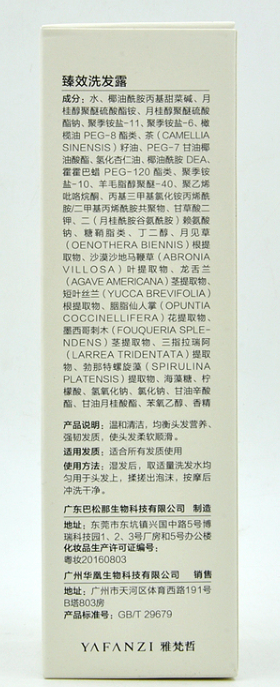 臻效洗发露
成分：水、椰油酰胺丙基甜菜碱、月
桂醇聚醚硫酸酯铵、月桂醇聚醚硫酸
酯钠、聚季铵盐-11、聚季铵盐-6、橄
榄油 PEG-8 酯类、茶(CAMELLIA
SINENSIS）籽油、PEG-7 甘油椰
油酸酯、氢化杏仁油、椰油酰胺 DEA、
霍霍巴蜡 PEG-120 酯类、聚季铵
盐-10、羊毛脂醇聚醚-40、聚乙烯
吡咯烷酮、丙基三甲基氯化铵丙烯酰
胺/二甲基丙烯酰胺共聚物、甘草酸二
钾、二（月桂酰胺谷氨酰胺）赖氨酸
钠、糖鞘脂类、丁二醇、月见草
(OENOTHERA BIENNIS) 根提
取物、沙漠沙地马鞭草(ABRONIA
VILLOSA）叶提取物、龙舌兰
(AGAVE AMERICANA) 茎提取物、
短叶丝兰(YUCCA BREVIFOLIA)
根提取物、胭脂仙人掌 (OPUNTIA
COCCINELLIFERA) 花提取物、
墨西哥刺木(FOUQUERIA SPLE-
NDENS) 茎提取物、三指拉瑞阿
(LARREA TRIDENTATA) 提取
物、勃那特螺旋藻(SPIRULINA
PLATENSIS) 提取物、海藻糖、柠
檬酸、氢氧化钠、氯化钠、甘油辛酸
酯、甘油月桂酸酯、苯氧乙醇、香精
产品说明：温和清洁，均衡头发营养、
强韧发质，使头发柔软顺滑。
适用发质：适合所有发质使用
使用方法：湿发后，取适量洗发水均
匀用于头发上，揉搓出泡沫，按摩后
冲洗干净。
广东巴松那生物科技有限公司 制造
地址：东莞市东坑镇兴国中路5号博
瑞科技园1、2、3号厂房和5号办公楼
化妆品生产许可证编号：
粤妆20160803
广州华凰生物科技有限公司 销售
地址：广州市天河区体育西路191号
B塔803房
产品标准号：GB/T 29679
YAFANZI 雅梵哲